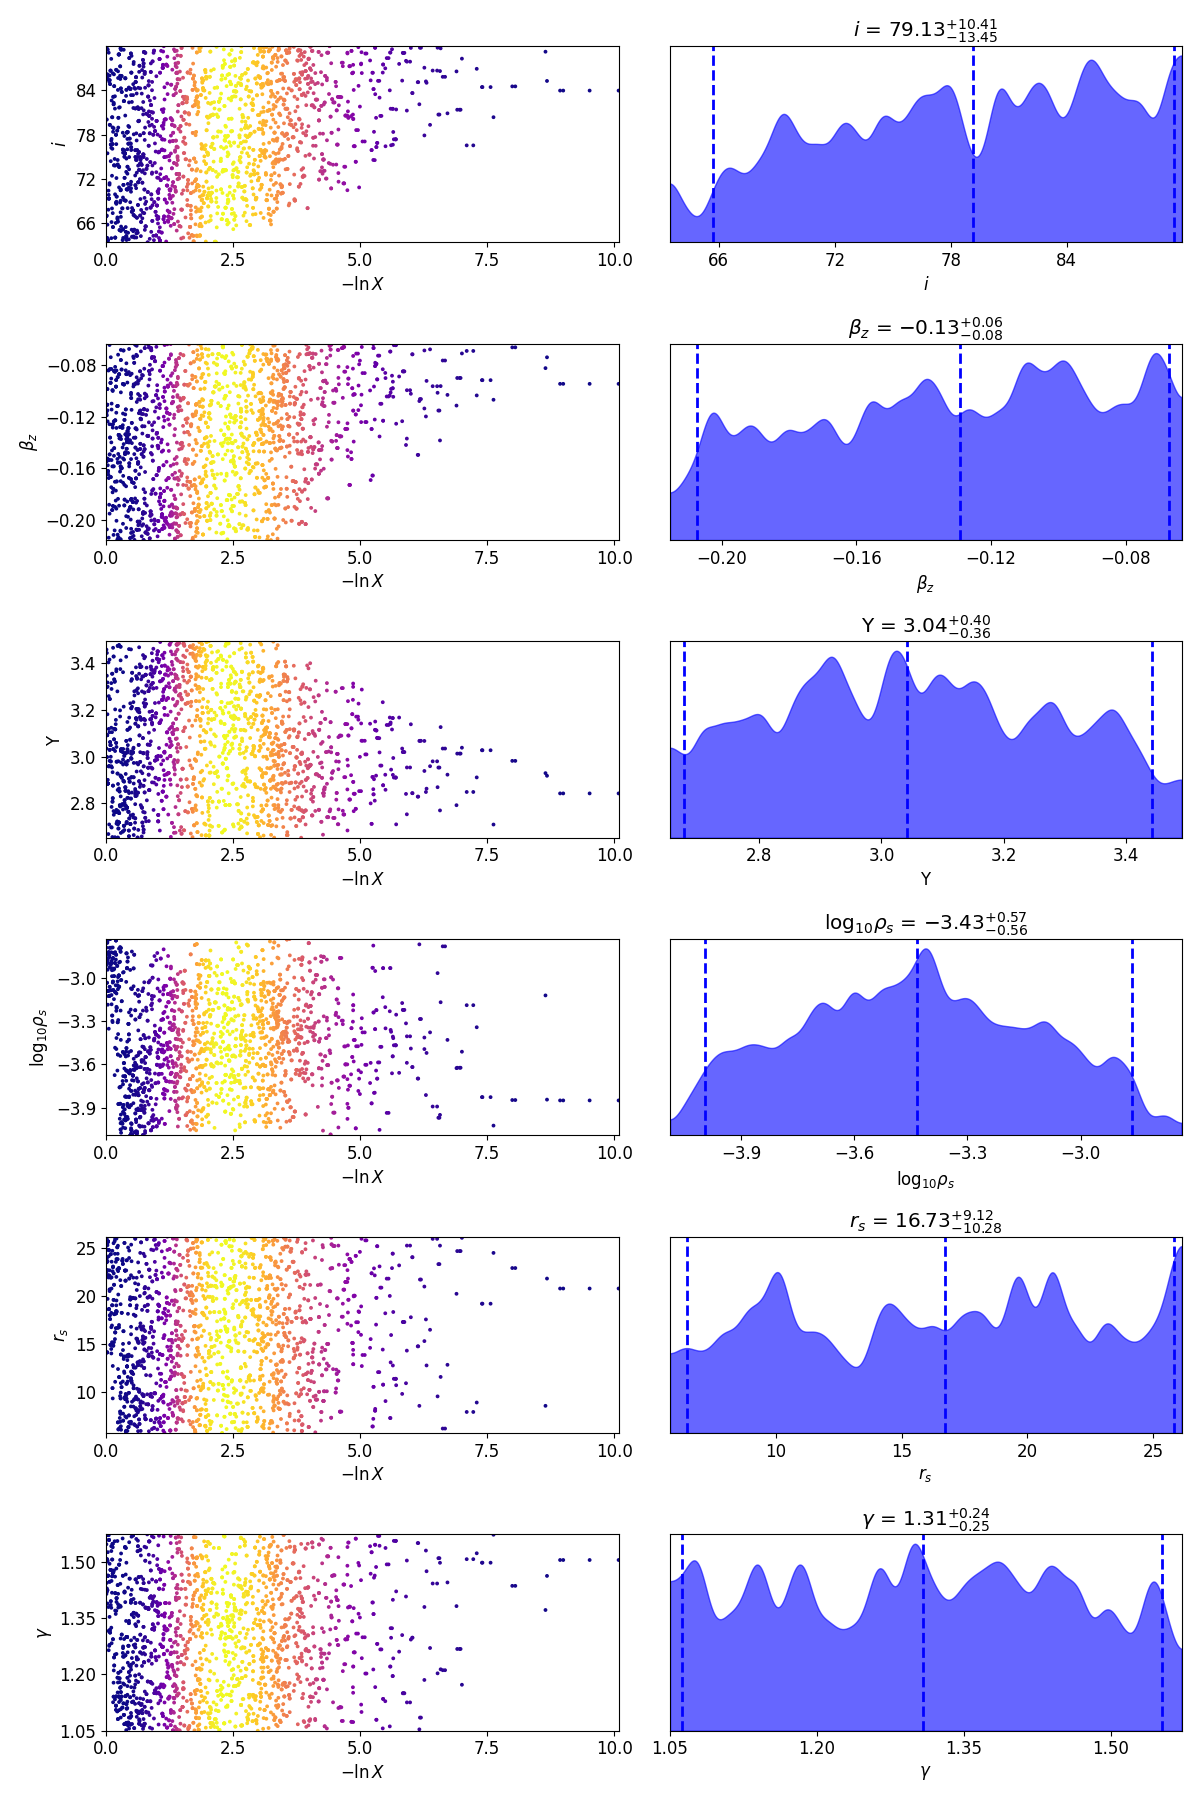 i = 79.13 +10.41 −13.45
84
78
72
66
i
0.0 2.5 5.0 7.5 10.0
−ln X
66 72 78 84
i
β_z = −0.13 +0.06 −0.08
−0.08
−0.12
−0.16
−0.20
β_z
0.0 2.5 5.0 7.5 10.0
−ln X
−0.20 −0.16 −0.12 −0.08
β_z
Y = 3.04 +0.40 −0.36
3.4
3.2
3.0
2.8
Y
0.0 2.5 5.0 7.5 10.0
−ln X
2.8 3.0 3.2 3.4
Y
log₁₀ρ_s = −3.43 +0.57 −0.56
−3.0
−3.3
−3.6
−3.9
log₁₀ρ_s
0.0 2.5 5.0 7.5 10.0
−ln X
−3.9 −3.6 −3.3 −3.0
log₁₀ρ_s
r_s = 16.73 +9.12 −10.28
25
20
15
10
r_s
0.0 2.5 5.0 7.5 10.0
−ln X
10 15 20 25
r_s
γ = 1.31 +0.24 −0.25
1.50
1.35
1.20
1.05
γ
0.0 2.5 5.0 7.5 10.0
−ln X
1.05 1.20 1.35 1.50
γ